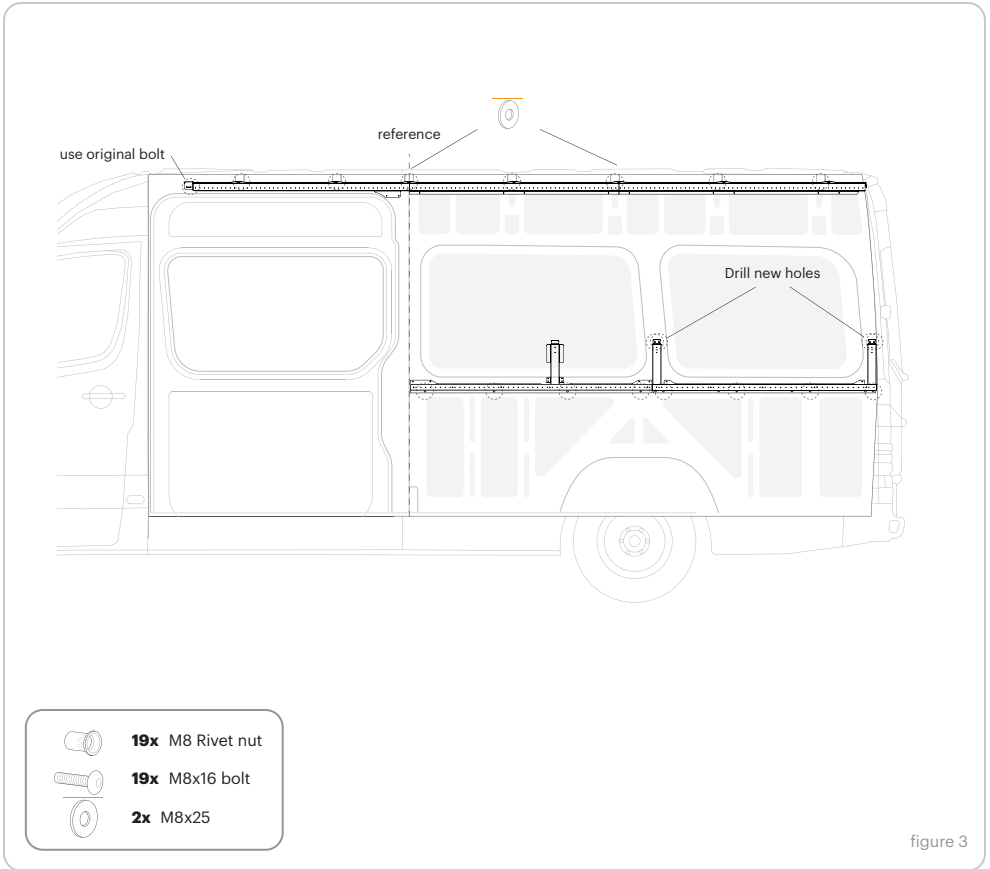 reference
use original bolt
Drill new holes
19x M8 Rivet nut
19x M8x16 bolt
2x M8x25
figure 3